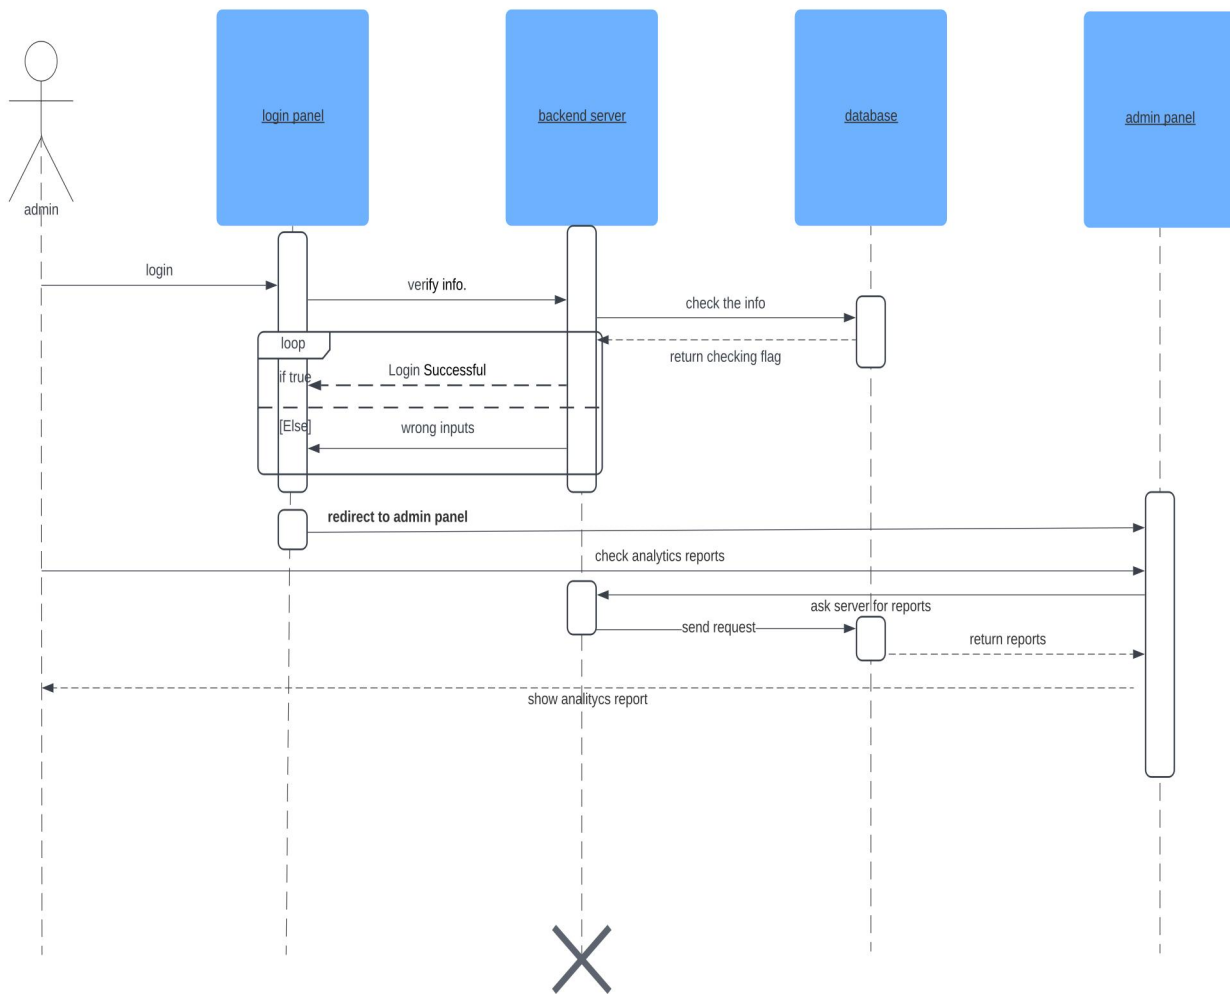 login panel
backend server
database
admin panel
admin
login
verify info.
check the info
loop
return checking flag
if true
Login Successful
[Else]
wrong inputs
redirect to admin panel
check analytics reports
ask server for reports
send request
return reports
show analitycs report